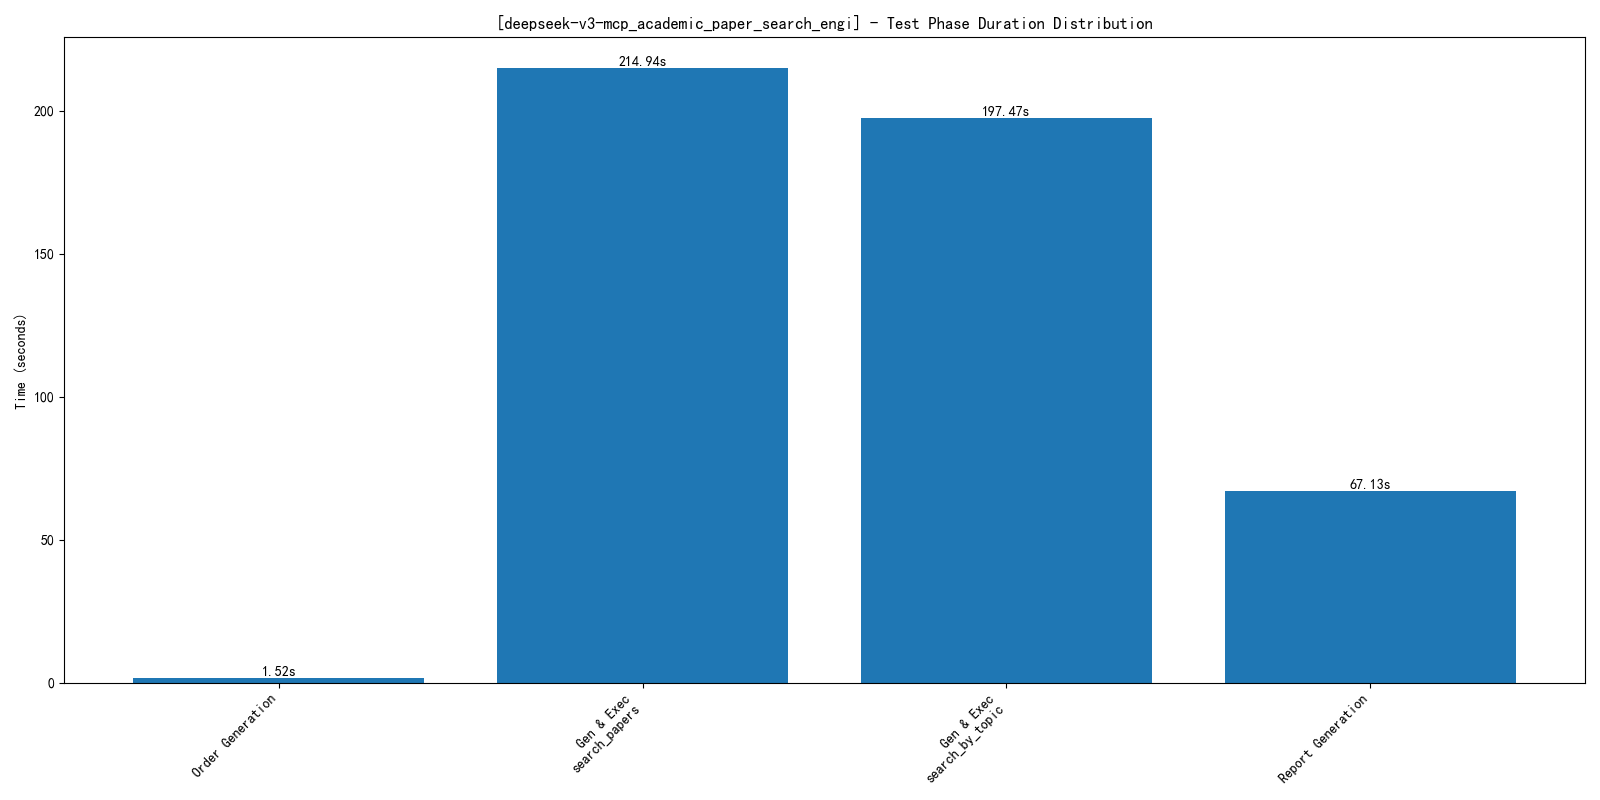 [deepseek-v3-mcp_academic_paper_search_engi] - Test Phase Duration Distribution
Time (seconds)
200
150
100
50
0
1.52s
214.94s
197.47s
67.13s
Order Generation
Gen & Exec
search_papers
Gen & Exec
search_by_topic
Report Generation